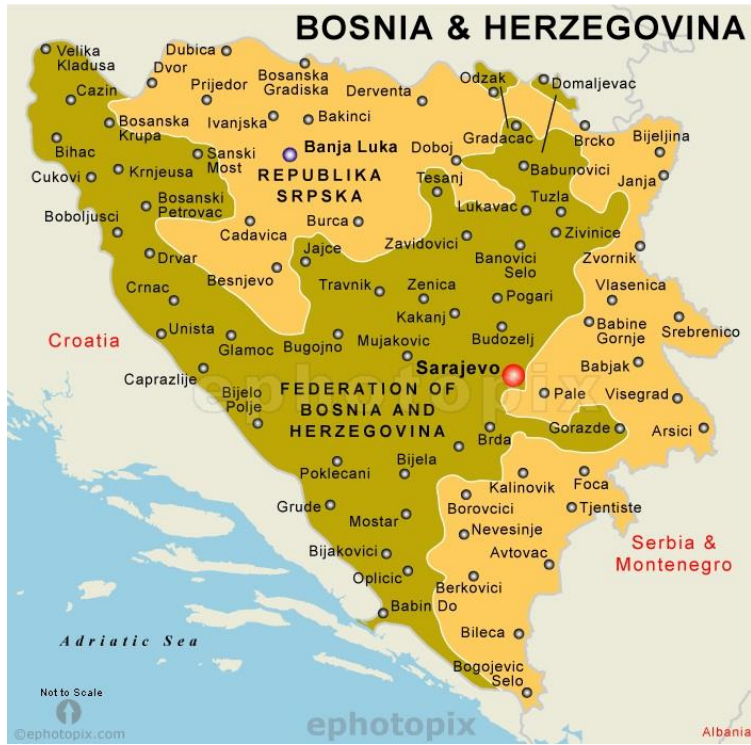 BOSNIA & HERZEGOVINA
Velika
Kladusa
Dubica
Dvor
Bosanska
Gradiska
Odzak
Domaljevac
Cazin
Prijedor
Derventa
Bosanska
Krupa
Ivanjska
Bakinci
Gradacac
Brcko
Bijeljina
Bihac
Sanski
Most
Banja Luka
Doboj
Babunovici
Cukovi
Krnjeusa
REPUBLIKA
SRPSKA
Tesanj
Janja
Bosanski
Petrovac
Lukavac
Tuzla
Boboljusci
Cadavica
Burca
Zavidovici
Zivinice
Drvar
Jajce
Banovici
Selo
Zvornik
Besnjevo
Crnac
Travnik
Zenica
Pogari
Vlasenica
Kakanj
Babine
Gornje
Srebrenico
Croatia
Unista
Glamoc
Bugojno
Mujakovic
Budozelj
Caprazlije
Sarajevo
Babjak
ephotopix
Bijelo
Polje
FEDERATION OF
BOSNIA AND
HERZEGOVINA
Pale
Visegrad
Gorazde
Arsici
Brda
Poklecani
Bijela
Kalinovik
Foca
Grude
Borovcici
Tjentiste
Mostar
Nevesinje
Serbia &
Montenegro
Bijakovici
Avtovac
Oplicic
Berkovici
Babin Do
Adriatic Sea
Bileca
Bogojevic
Selo
Not to Scale
©ephotopix.com
ephotopix
Albania